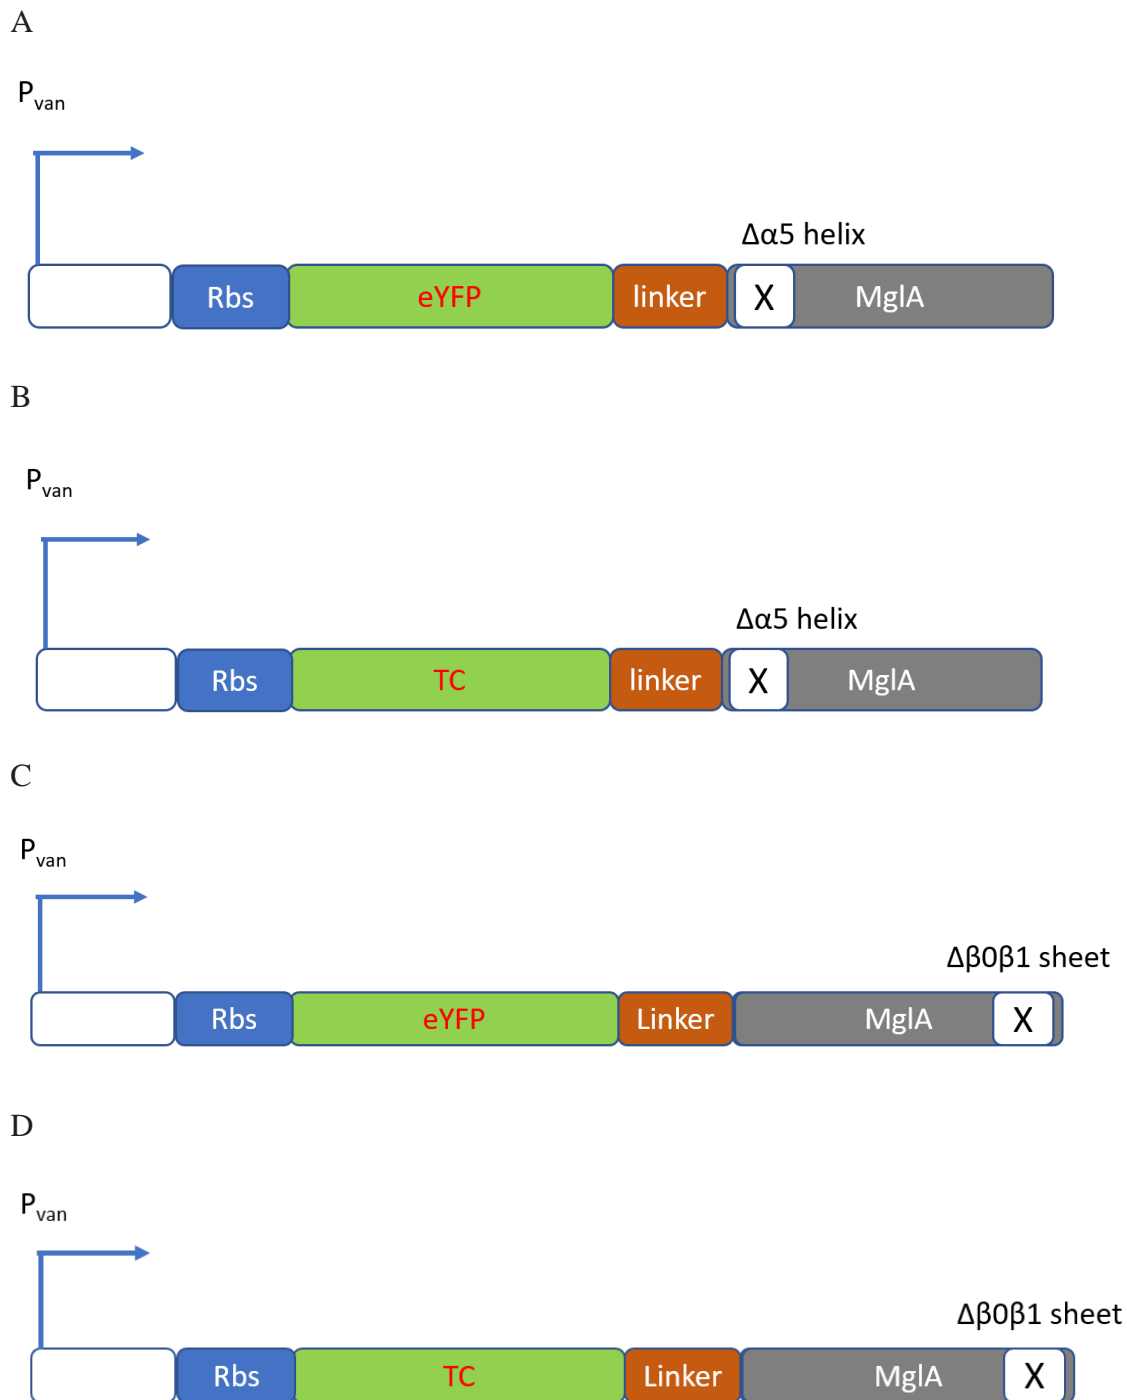 A
Pvan
Δα5 helix
Rbs eYFP linker X MglA
B
Pvan
Δα5 helix
Rbs TC linker X MglA
C
Pvan
Δβ0β1 sheet
Rbs eYFP Linker MglA X
D
Pvan
Δβ0β1 sheet
Rbs TC Linker MglA X